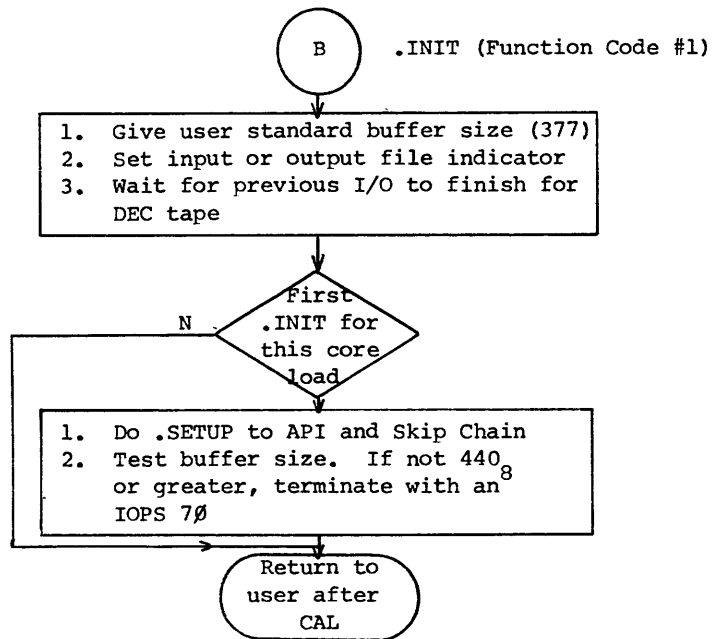 B
.INIT (Function Code #1)
1. Give user standard buffer size (377)
2. Set input or output file indicator
3. Wait for previous I/O to finish for
DEC tape
First
N .INIT for
this core
load
1. Do .SETUP to API and Skip Chain
2. Test buffer size. If not 440₈
or greater, terminate with an
IOPS 7Ø
Return to
user after
CAL